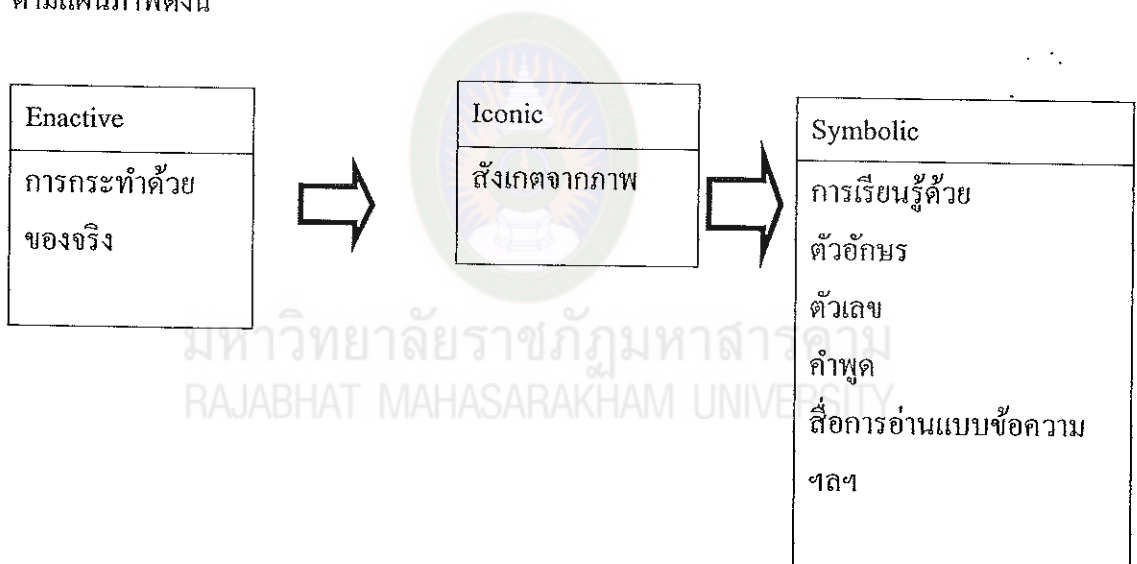 ตามแผนภาพดังนี้
Enactive
การกระทำด้วย
ของจริง
Iconic
สังเกตจากภาพ
Symbolic
การเรียนรู้ด้วย
ตัวอักษร
ตัวเลข
คำพูด
สื่อการอ่านแบบข้อความ
ฯลฯ
มหาวิทยาลัยราชภัฏมหาสารคาม
RAJABHAT MAHASARAKHAM UNIVERSITY